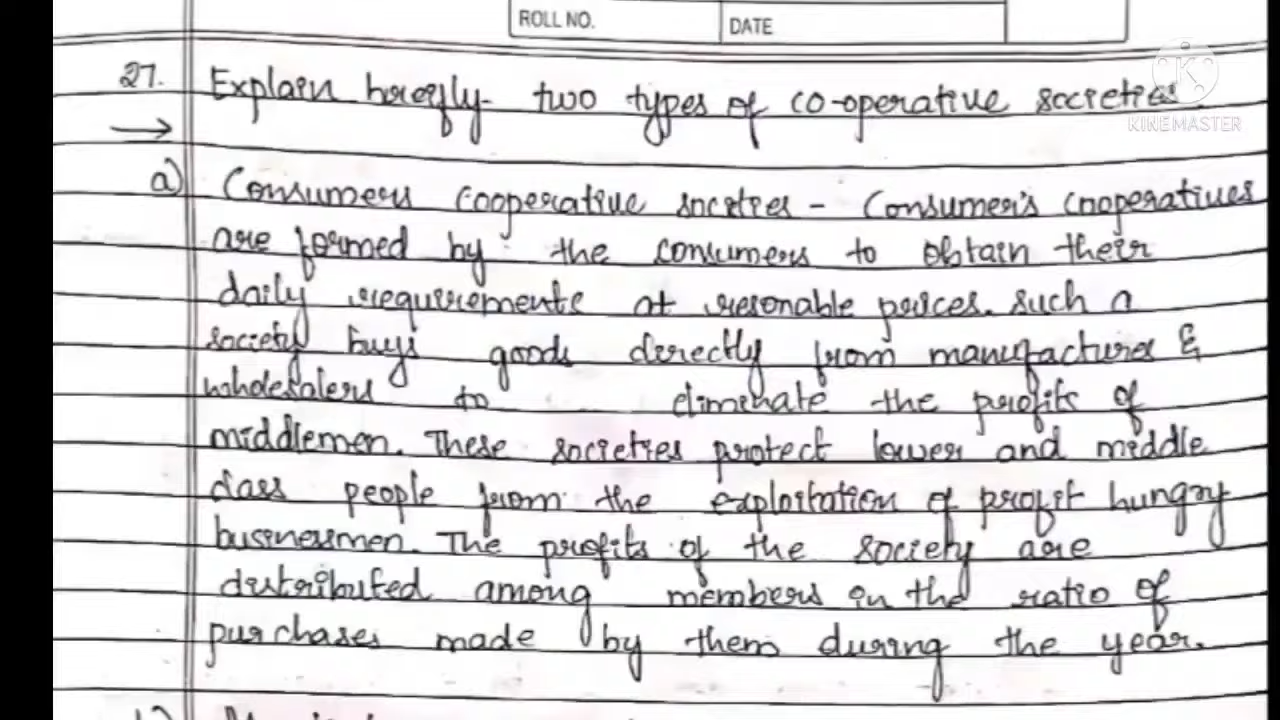 ROLL NO.
DATE
KINEMASTER
27. Explain breifly two types of co-operative societies
→
a) Consumers cooperative societies - Consumer's cooperatives
are formed by the consumers to obtain their
daily requirements at resonable prices. Such a
society buys goods directly from manufactures &
wholesalers to eliminate the profits of
middlemen. These societies protect lower and middle
class people from the exploitation of profit hungry
businessmen. The profits of the society are
distributed among members in the ratio of
purchases made by them during the year.